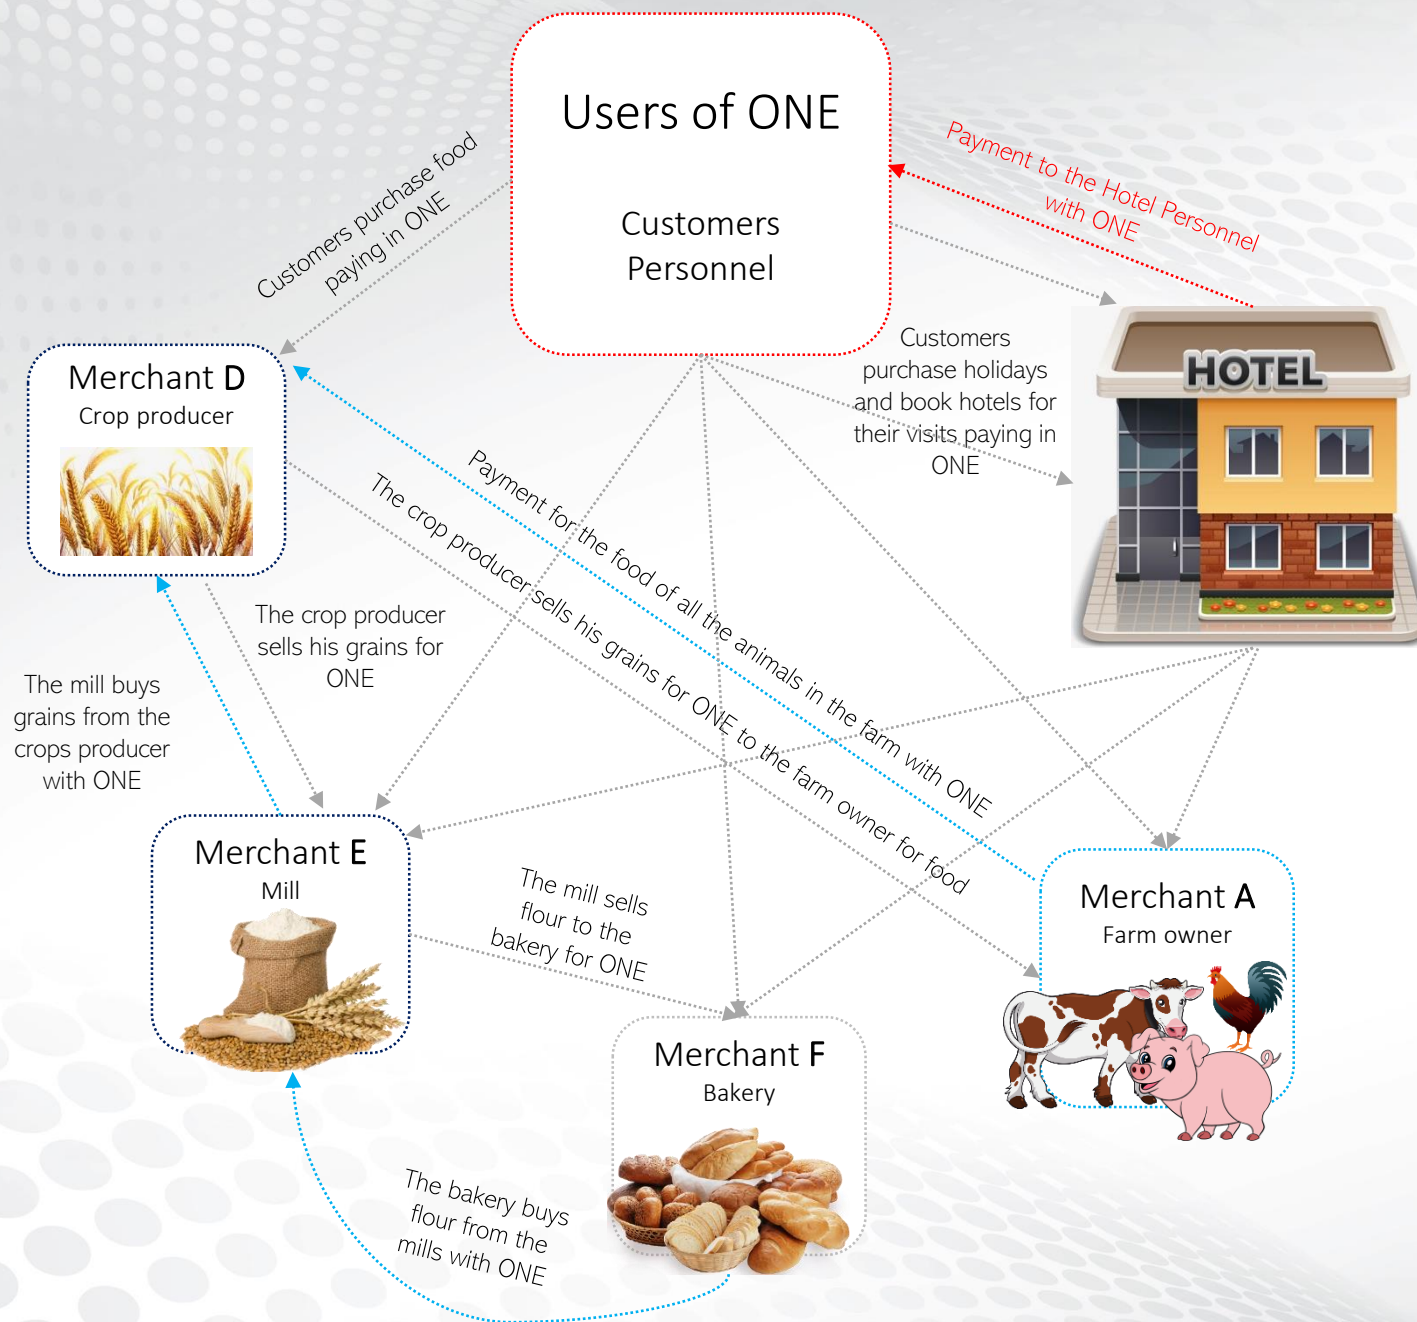 Users of ONE
Customers
Personnel
Customers purchase food
paying in ONE
Payment to the Hotel Personnel
with ONE
Customers
purchase holidays
and book hotels for
their visits paying in
ONE
HOTEL
Merchant D
Crop producer
Payment for the food of all the animals in the farm with ONE
The crop producer sells his grains for ONE to the farm owner for food
The crop producer
sells his grains for
ONE
The mill buys
grains from the
crops producer
with ONE
Merchant E
Mill
The mill sells
flour to the
bakery for ONE
Merchant A
Farm owner
Merchant F
Bakery
The bakery buys
flour from the
mills with ONE